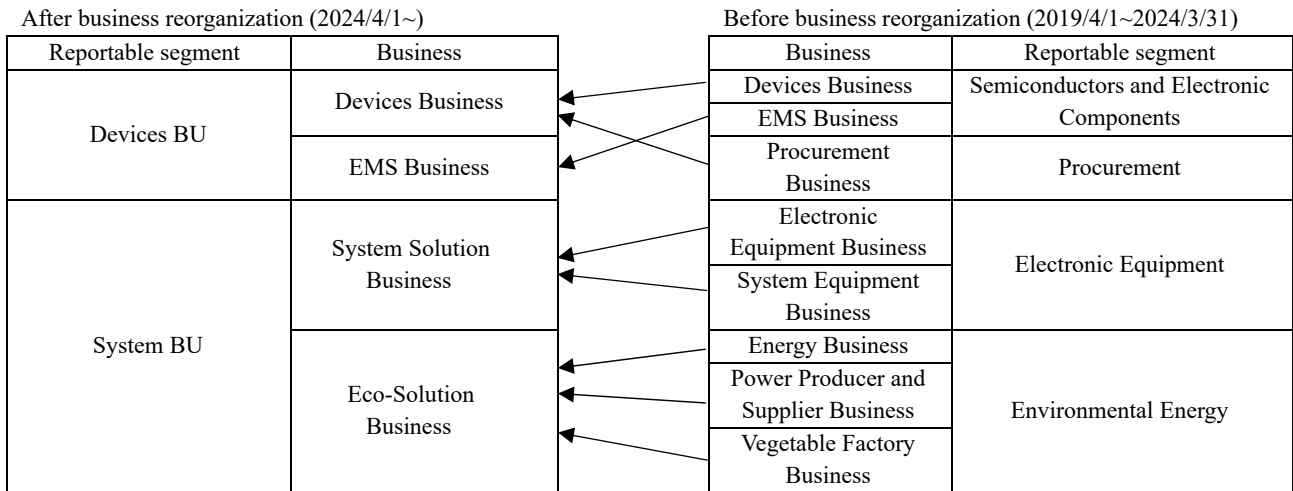 After business reorganization (2024/4/1~)
Reportable segment
Business
Devices BU
Devices Business
EMS Business
System BU
System Solution
Business
Eco-Solution
Business
Before business reorganization (2019/4/1~2024/3/31)
Business
Reportable segment
Devices Business
EMS Business
Semiconductors and Electronic
Components
Procurement
Business
Procurement
Electronic
Equipment Business
System Equipment
Business
Electronic Equipment
Energy Business
Power Producer and
Supplier Business
Vegetable Factory
Business
Environmental Energy